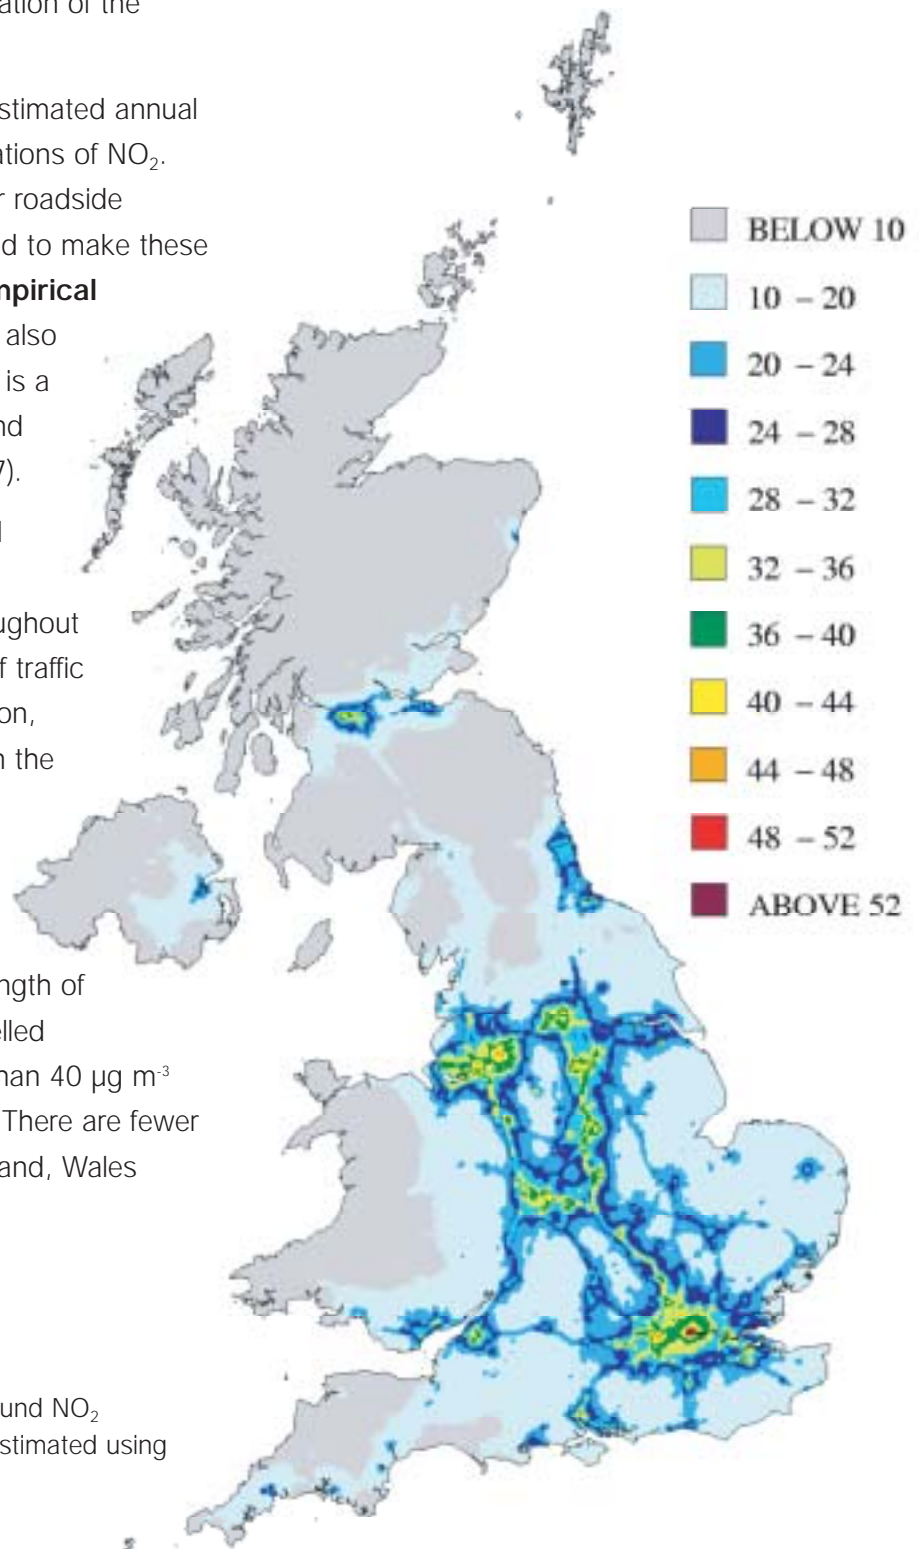 ation of the
stimated annual
ations of NO₂.
r roadside
d to make these
mpirical
also
is a
nd
7).
l
ughout
f traffic
on,
n the
ngth of
elled
han 40 µg m⁻³
There are fewer
and, Wales
und NO₂
stimated using
BELOW 10
10 – 20
20 – 24
24 – 28
28 – 32
32 – 36
36 – 40
40 – 44
44 – 48
48 – 52
ABOVE 52